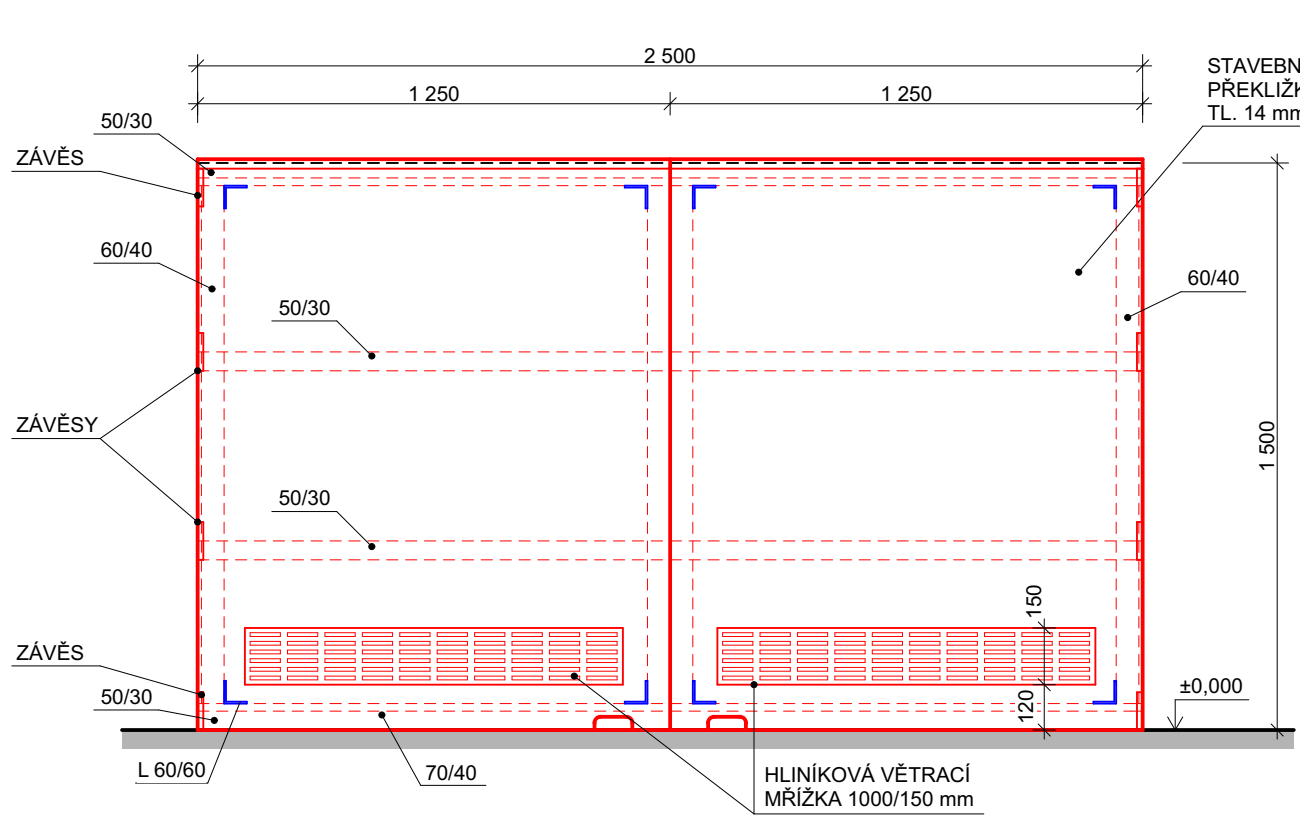 2 500
1 250
1 250
STAVEBN
PŘEKLIŽK
TL. 14 mm
50/30
ZÁVĚS
60/40
50/30
60/40
ZÁVĚSY
1 500
50/30
150
ZÁVĚS
50/30
120
±0,000
L 60/60
70/40
HLINÍKOVÁ VĚTRACÍ
MŘÍŽKA 1000/150 mm